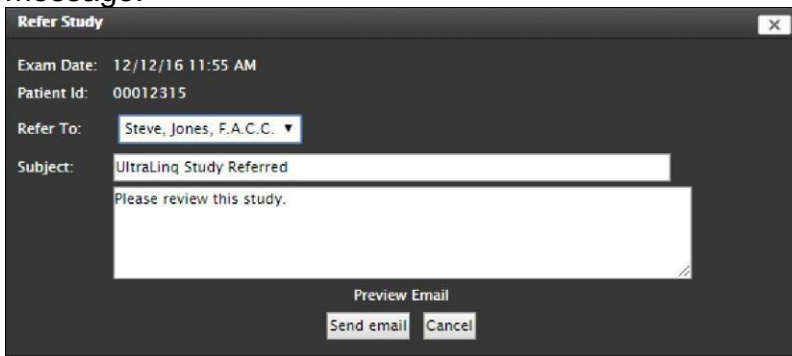 message.
Refer Study
Exam Date: 12/12/16 11:55 AM
Patient Id: 00012315
Refer To: Steve, Jones, F.A.C.C.
Subject: UltraLinq Study Referred
Please review this study.
Preview Email
Send email Cancel